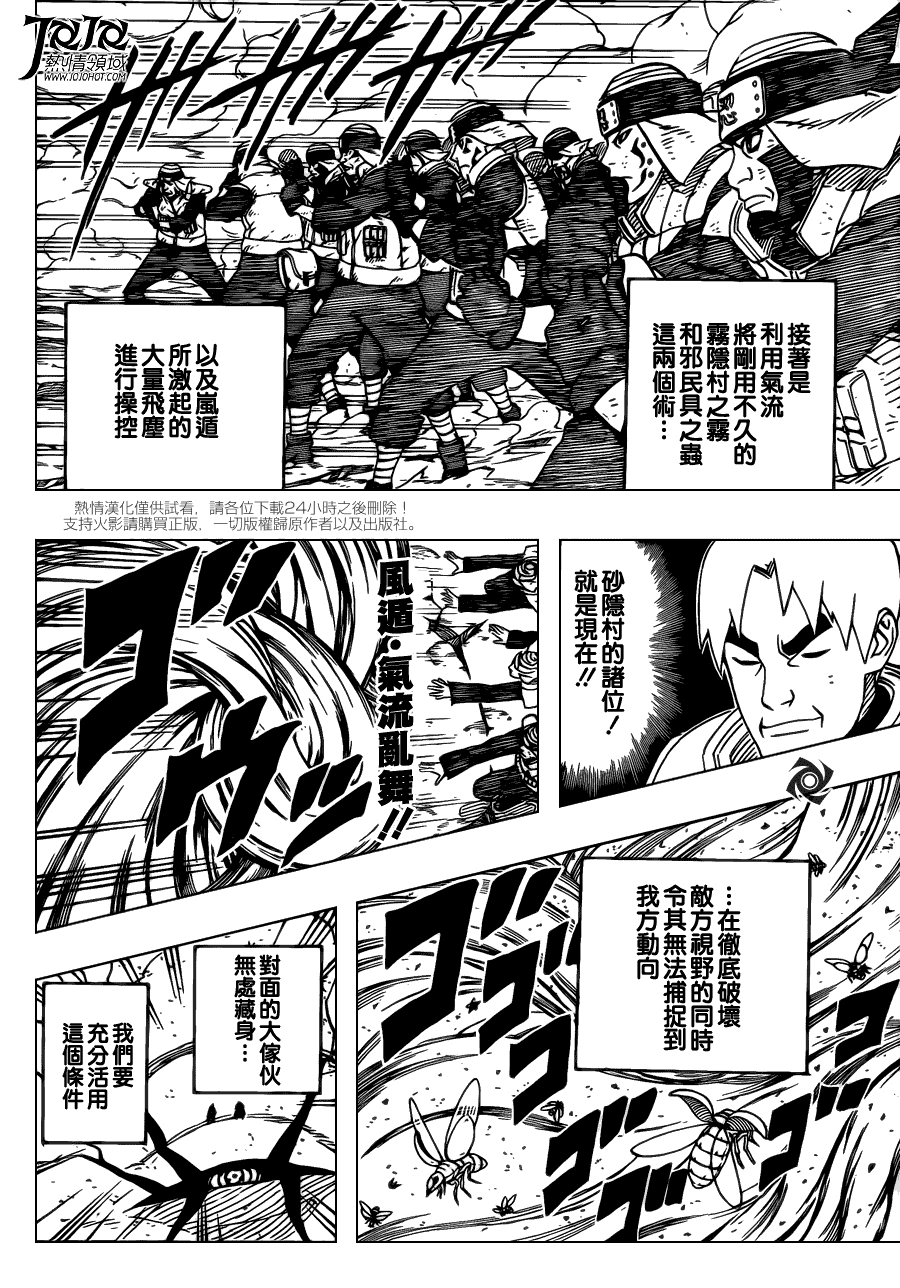 JOJO
熱情領域
WWW.JOJOHOT.COM
接著是
利用氣流
將剛用不久的
霧隱村之霧
和邪民具之蟲
這兩個術…
以及嵐遁
所激起的
大量飛塵
進行操控
熱情漢化僅供試看，請各位下載24小時之後刪除！
支持火影請購買正版，一切版權歸原作者以及出版社。
砂隱村的諸位！
就是現在!!
風遁·氣流亂舞!!
ゴゥッ
…在徹底破壞
敵方視野的同時
令其無法捕捉到
我方動向
ゴゴゴゴゴ
對面的大傢伙
無處藏身…
我們要
充分活用
這個條件